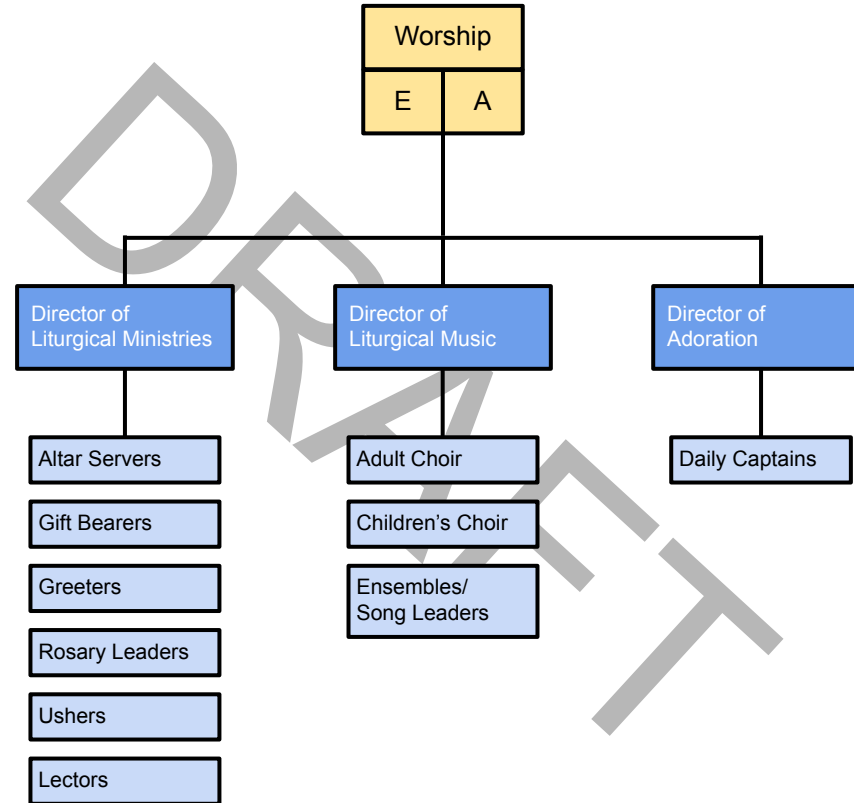 Worship
E
A
Director of
Liturgical Ministries
Altar Servers
Gift Bearers
Greeters
Rosary Leaders
Ushers
Lectors
Director of
Liturgical Music
Adult Choir
Children’s Choir
Ensembles/
Song Leaders
Director of
Adoration
Daily Captains
DRAFT